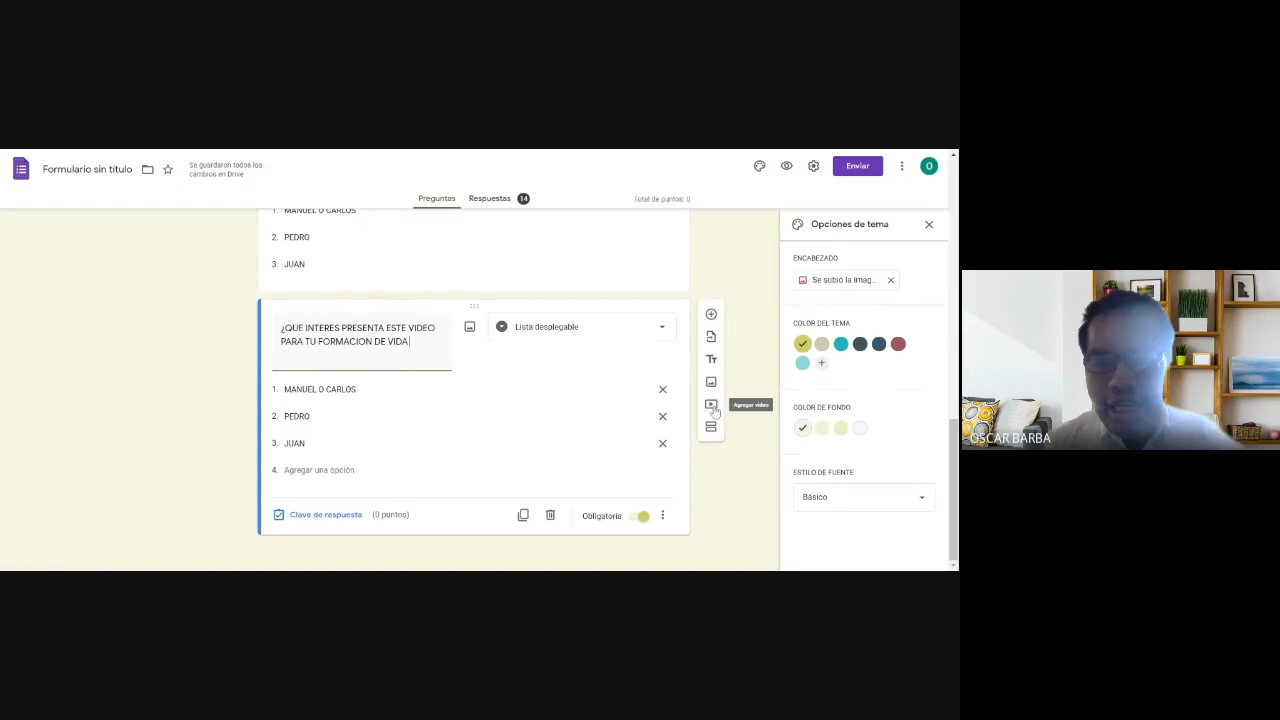 Formulario sin título
Se guardaron todos los
cambios en Drive
Enviar
O
Preguntas
Respuestas 14
Total de puntos: 0
1. MANUEL O CARLOS
2. PEDRO
3. JUAN
¿QUE INTERES PRESENTA ESTE VIDEO
PARA TU FORMACION DE VIDA
Lista desplegable
1. MANUEL O CARLOS
2. PEDRO
3. JUAN
4. Agregar una opción
Clave de respuesta (0 puntos)
Obligatoria
Tт
Agregar video
Opciones de tema
ENCABEZADO
Se subió la imag...
COLOR DEL TEMA
COLOR DE FONDO
ESTILO DE FUENTE
Básico
OSCAR BARBA